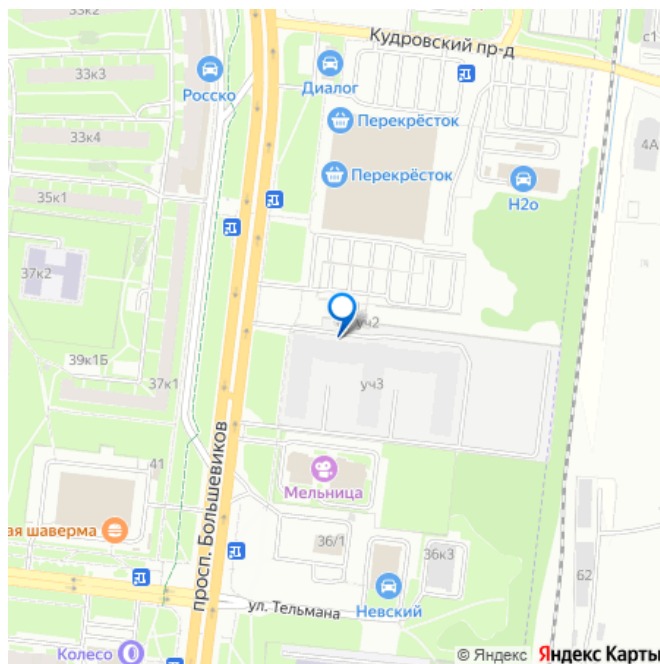 33к2
Кудровский пр-д
с1
33к3
Росско
Диалог
Перекрёсток
33к4
4А
Перекрёсток
Н2о
35к1
37к2
уч2
39к1Б
37к1
уч3
просп. Большевиков
41
Мельница
ая шаверма
36/1
36к3
62
ул. Тельмана
Невский
Колесо
© Яндекс Яндекс Карты